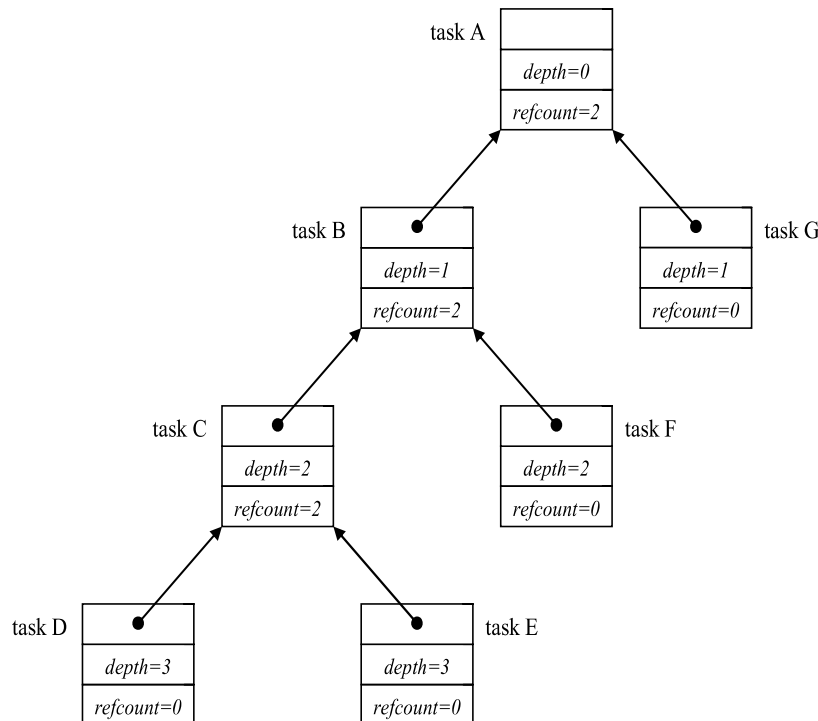 task A
depth=0
refcount=2
task B
depth=1
refcount=2
task G
depth=1
refcount=0
task C
depth=2
refcount=2
task F
depth=2
refcount=0
task D
depth=3
refcount=0
task E
depth=3
refcount=0